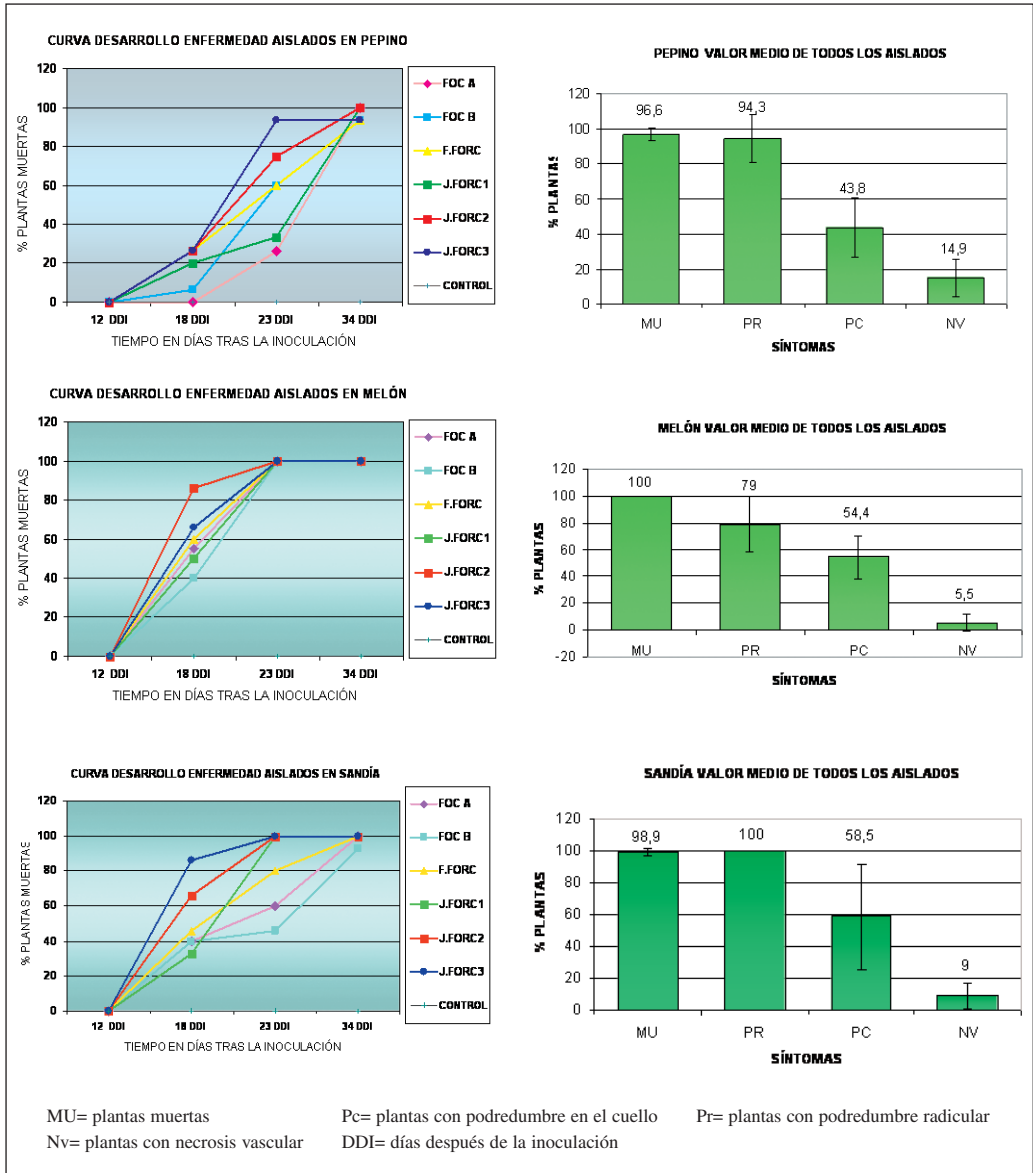 CURVA DESARROLLO ENFERMEDAD AISLADOS EN PEPINO
% PLANTAS MUERTAS
120
100
80
60
40
20
0
12 DDI 18 DDI 23 DDI 34 DDI
TIEMPO EN DÍAS TRAS LA INOCULACIÓN
FOC A
FOC B
F.FORC
J.FORC1
J.FORC2
J.FORC3
CONTROL
PEPINO VALOR MEDIO DE TODOS LOS AISLADOS
% PLANTAS
120
100
80
60
40
20
0
96,6
94,3
43,8
14,9
MU PR PC NV
SÍNTOMAS
CURVA DESARROLLO ENFERMEDAD AISLADOS EN MELÓN
% PLANTAS MUERTAS
120
100
80
60
40
20
0
12 DDI 18 DDI 23 DDI 34 DDI
TIEMPO EN DÍAS TRAS LA INOCULACIÓN
FOC A
FOC B
F.FORC
J.FORC1
J.FORC2
J.FORC3
CONTROL
MELÓN VALOR MEDIO DE TODOS LOS AISLADOS
% PLANTAS
120
100
80
60
40
20
0
-20
100
79
54,4
5,5
MU PR PC NV
SÍNTOMAS
CURVA DESARROLLO ENFERMEDAD AISLADOS EN SANDÍA
% PLANTAS MUERTAS
120
100
80
60
40
20
0
12 DDI 18 DDI 23 DDI 34 DDI
TIEMPO EN DÍAS TRAS LA INOCULACIÓN
FOC A
FOC B
F.FORC
J.FORC1
J.FORC2
J.FORC3
CONTROL
SANDÍA VALOR MEDIO DE TODOS LOS AISLADOS
% PLANTAS
120
100
80
60
40
20
0
98,9
100
58,5
9
MU PR PC NV
SÍNTOMAS
MU= plantas muertas Pc= plantas con podredumbre en el cuello Pr= plantas con podredumbre radicular
Nv= plantas con necrosis vascular DDI= días después de la inoculación